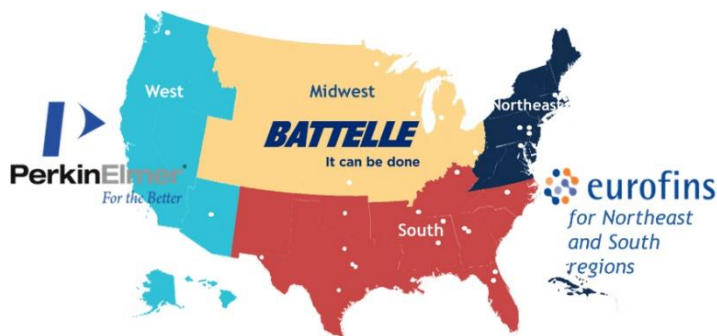 West
Midwest
Northeast
BATTELLE
It can be done
PerkinElmer®
For the Better
eurofins
for Northeast
and South
regions
South